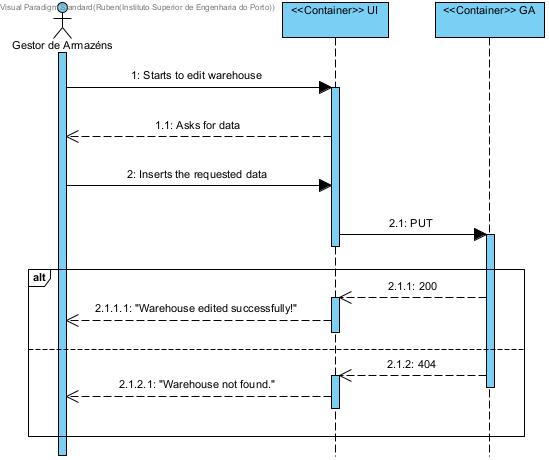 Visual Paradigm Standard(Ruben(Instituto Superior de Engenharia do Porto))
<<Container>> UI
<<Container>> GA
Gestor de Armazéns
1: Starts to edit warehouse
1.1: Asks for data
2: Inserts the requested data
2.1: PUT
alt
2.1.1: 200
2.1.1.1: "Warehouse edited successfully!"
2.1.2: 404
2.1.2.1: "Warehouse not found."